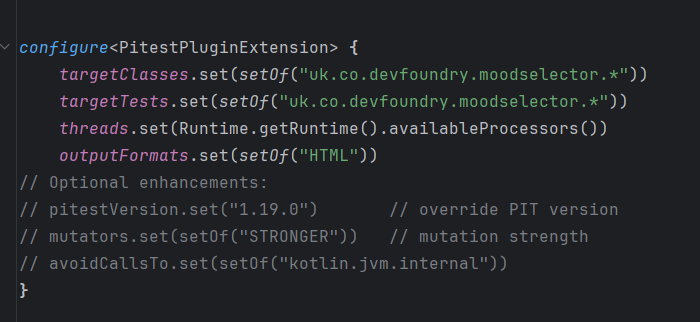 configure<PitestPluginExtension> {
    targetClasses.set(setOf("uk.co.devfoundry.moodselector.*"))
    targetTests.set(setOf("uk.co.devfoundry.moodselector.*"))
    threads.set(Runtime.getRuntime().availableProcessors())
    outputFormats.set(setOf("HTML"))
// Optional enhancements:
// pitestVersion.set("1.19.0")       // override PIT version
// mutators.set(setOf("STRONGER"))   // mutation strength
// avoidCallsTo.set(setOf("kotlin.jvm.internal"))
}